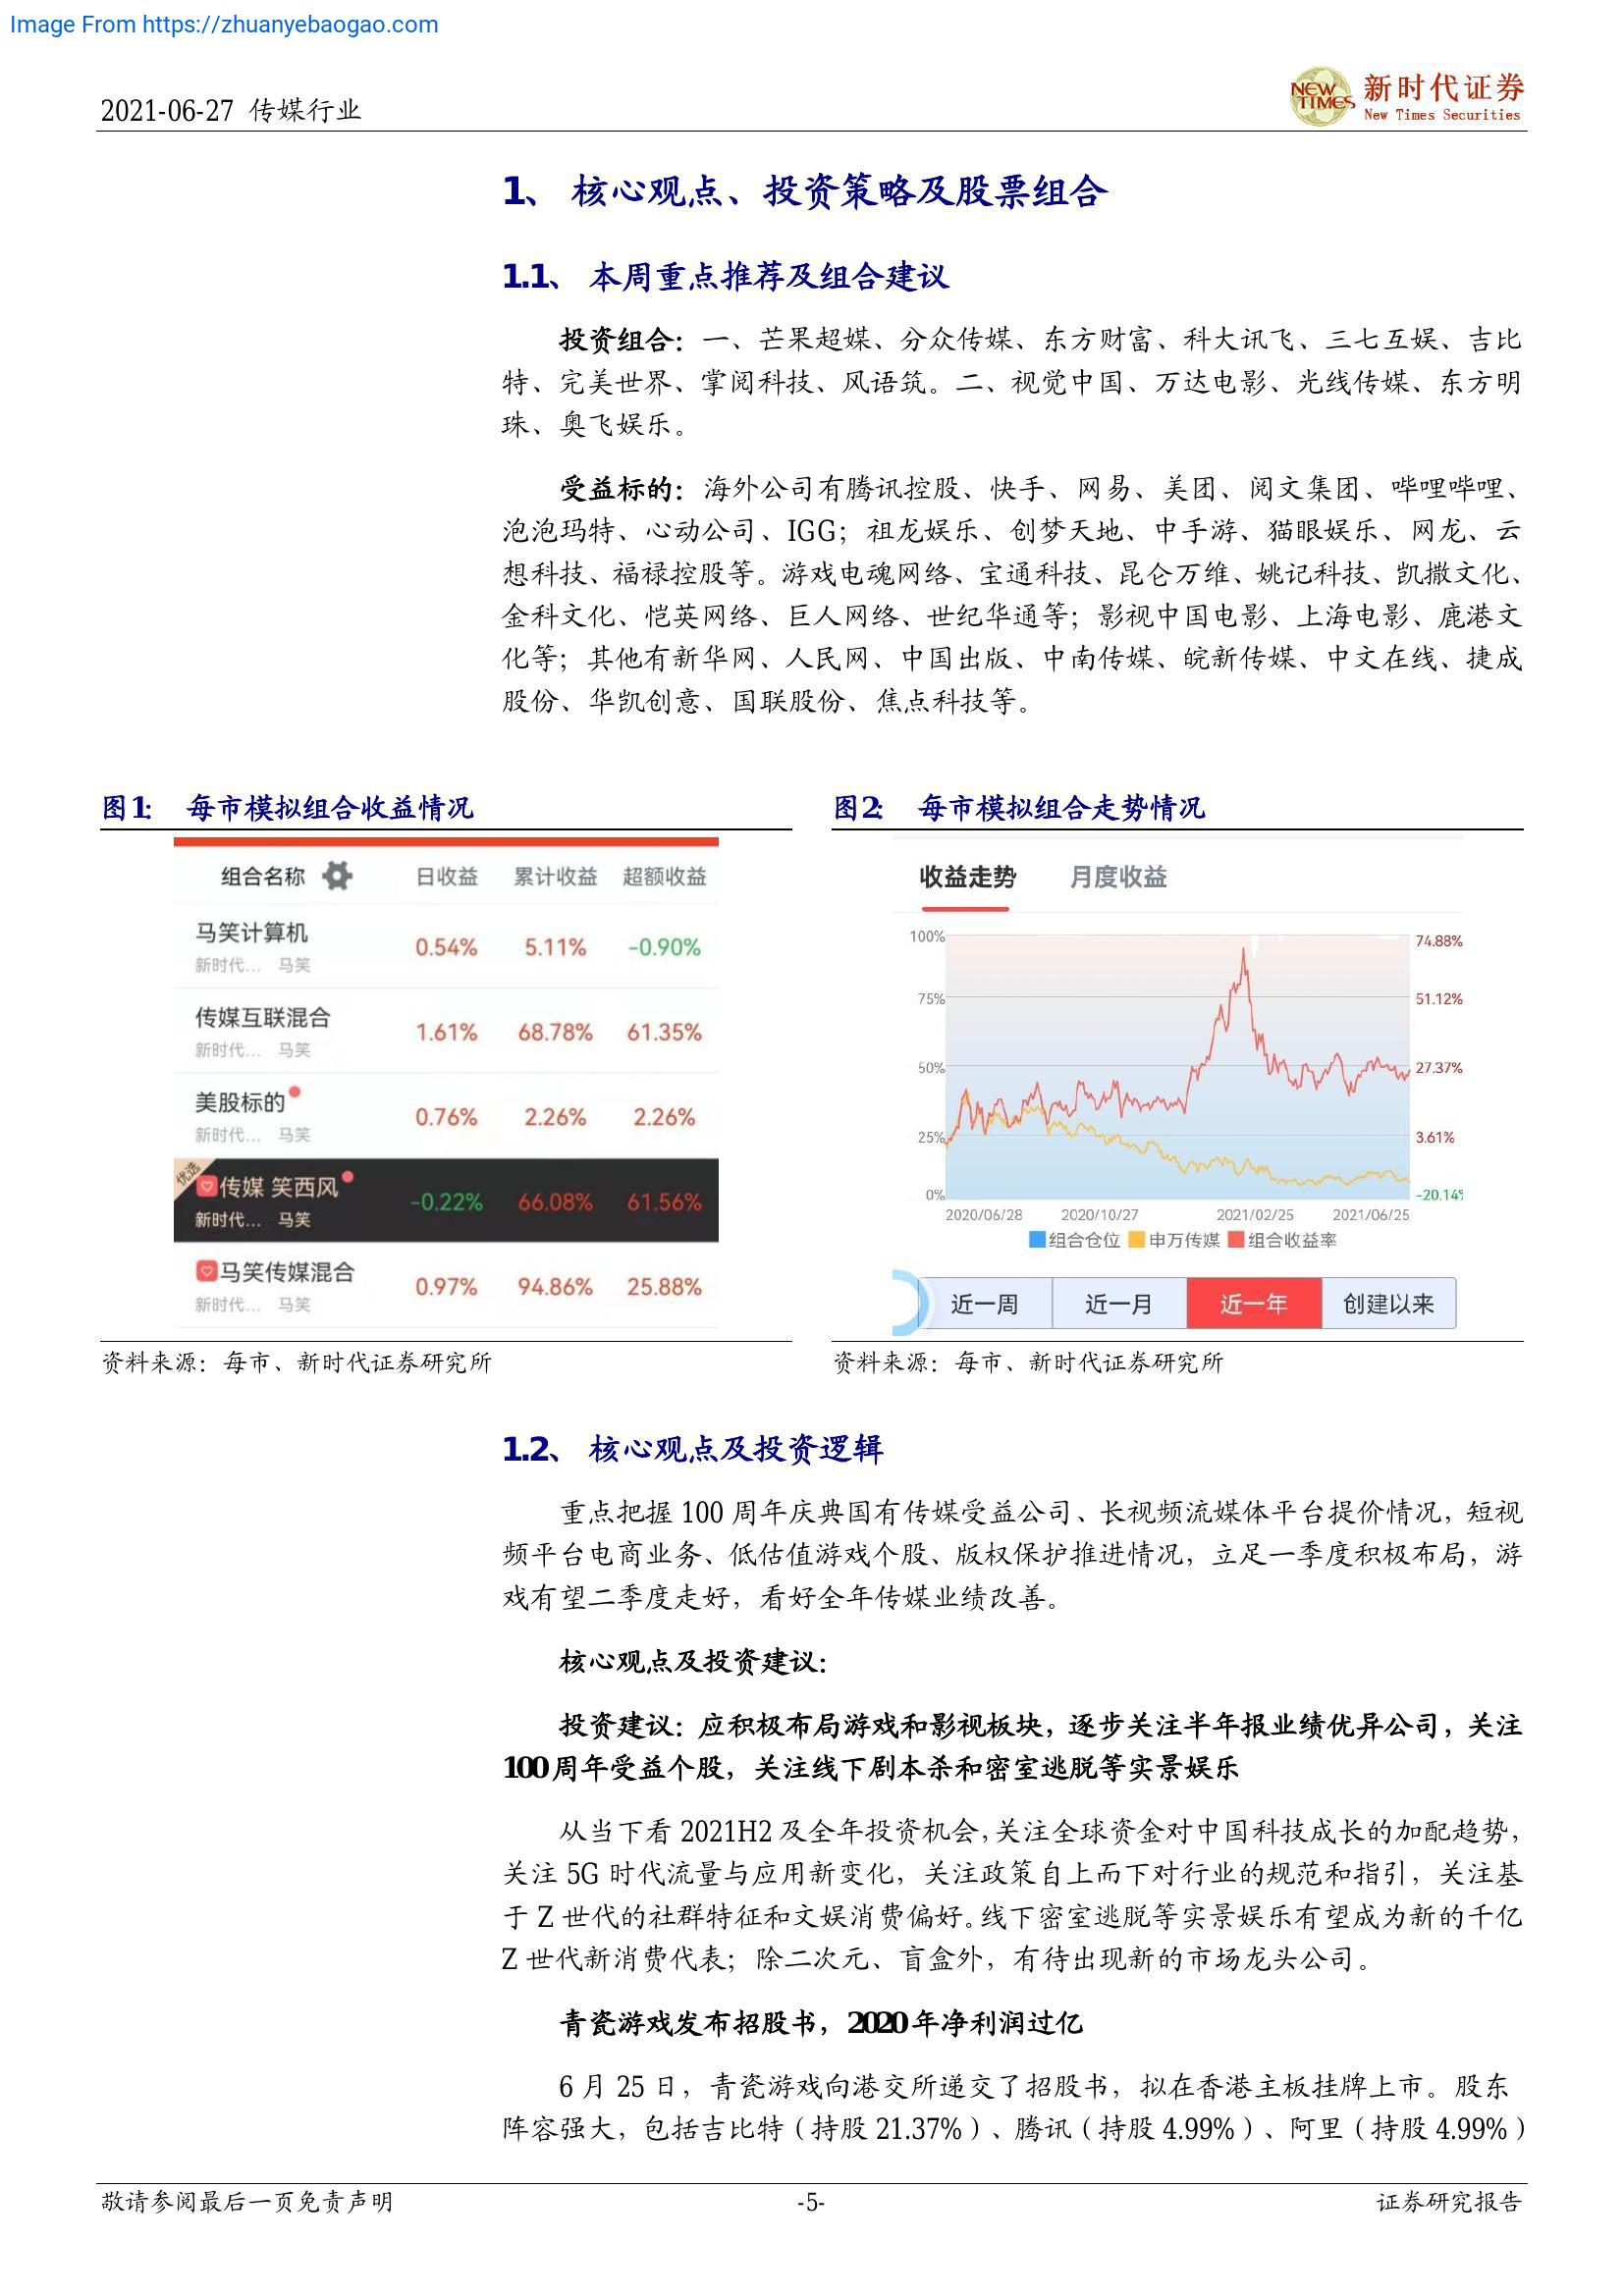 Image From https://zhuanyebaogao.com
2021-06-27 传媒行业
NEW TIMES
新时代证券
New Times Securities
1、 核心观点、投资策略及股票组合
1.1、 本周重点推荐及组合建议
投资组合：一、芒果超媒、分众传媒、东方财富、科大讯飞、三七互娱、吉比
特、完美世界、掌阅科技、风语筑。二、视觉中国、万达电影、光线传媒、东方明
珠、奥飞娱乐。
受益标的：海外公司有腾讯控股、快手、网易、美团、阅文集团、哔哩哔哩、
泡泡玛特、心动公司、IGG；祖龙娱乐、创梦天地、中手游、猫眼娱乐、网龙、云
想科技、福禄控股等。游戏电魂网络、宝通科技、昆仑万维、姚记科技、凯撒文化、
金科文化、恺英网络、巨人网络、世纪华通等；影视中国电影、上海电影、鹿港文
化等；其他有新华网、人民网、中国出版、中南传媒、皖新传媒、中文在线、捷成
股份、华凯创意、国联股份、焦点科技等。
图1： 每市模拟组合收益情况
组合名称 日收益 累计收益 超额收益
马笑计算机 0.54% 5.11% -0.90%
新时代... 马笑
传媒互联混合 1.61% 68.78% 61.35%
新时代... 马笑
美股标的 0.76% 2.26% 2.26%
新时代... 马笑
优选
传媒 笑西风 -0.22% 66.08% 61.56%
新时代... 马笑
马笑传媒混合 0.97% 94.86% 25.88%
新时代... 马笑
资料来源：每市、新时代证券研究所
图2： 每市模拟组合走势情况
收益走势 月度收益
100% 74.88%
75% 51.12%
50% 27.37%
25% 3.61%
0% -20.14%
2020/06/28 2020/10/27 2021/02/25 2021/06/25
组合仓位 申万传媒 组合收益率
近一周 近一月 近一年 创建以来
资料来源：每市、新时代证券研究所
1.2、 核心观点及投资逻辑
重点把握 100 周年庆典国有传媒受益公司、长视频流媒体平台提价情况，短视
频平台电商业务、低估值游戏个股、版权保护推进情况，立足一季度积极布局，游
戏有望二季度走好，看好全年传媒业绩改善。
核心观点及投资建议：
投资建议：应积极布局游戏和影视板块，逐步关注半年报业绩优异公司，关注
100周年受益个股，关注线下剧本杀和密室逃脱等实景娱乐
从当下看 2021H2 及全年投资机会，关注全球资金对中国科技成长的加配趋势，
关注 5G 时代流量与应用新变化，关注政策自上而下对行业的规范和指引，关注基
于 Z 世代的社群特征和文娱消费偏好。线下密室逃脱等实景娱乐有望成为新的千亿
Z 世代新消费代表；除二次元、盲盒外，有待出现新的市场龙头公司。
青瓷游戏发布招股书，2020年净利润过亿
6 月 25 日，青瓷游戏向港交所递交了招股书，拟在香港主板挂牌上市。股东
阵容强大，包括吉比特（持股 21.37%）、腾讯（持股 4.99%）、阿里（持股 4.99%）
敬请参阅最后一页免责声明 -5- 证券研究报告